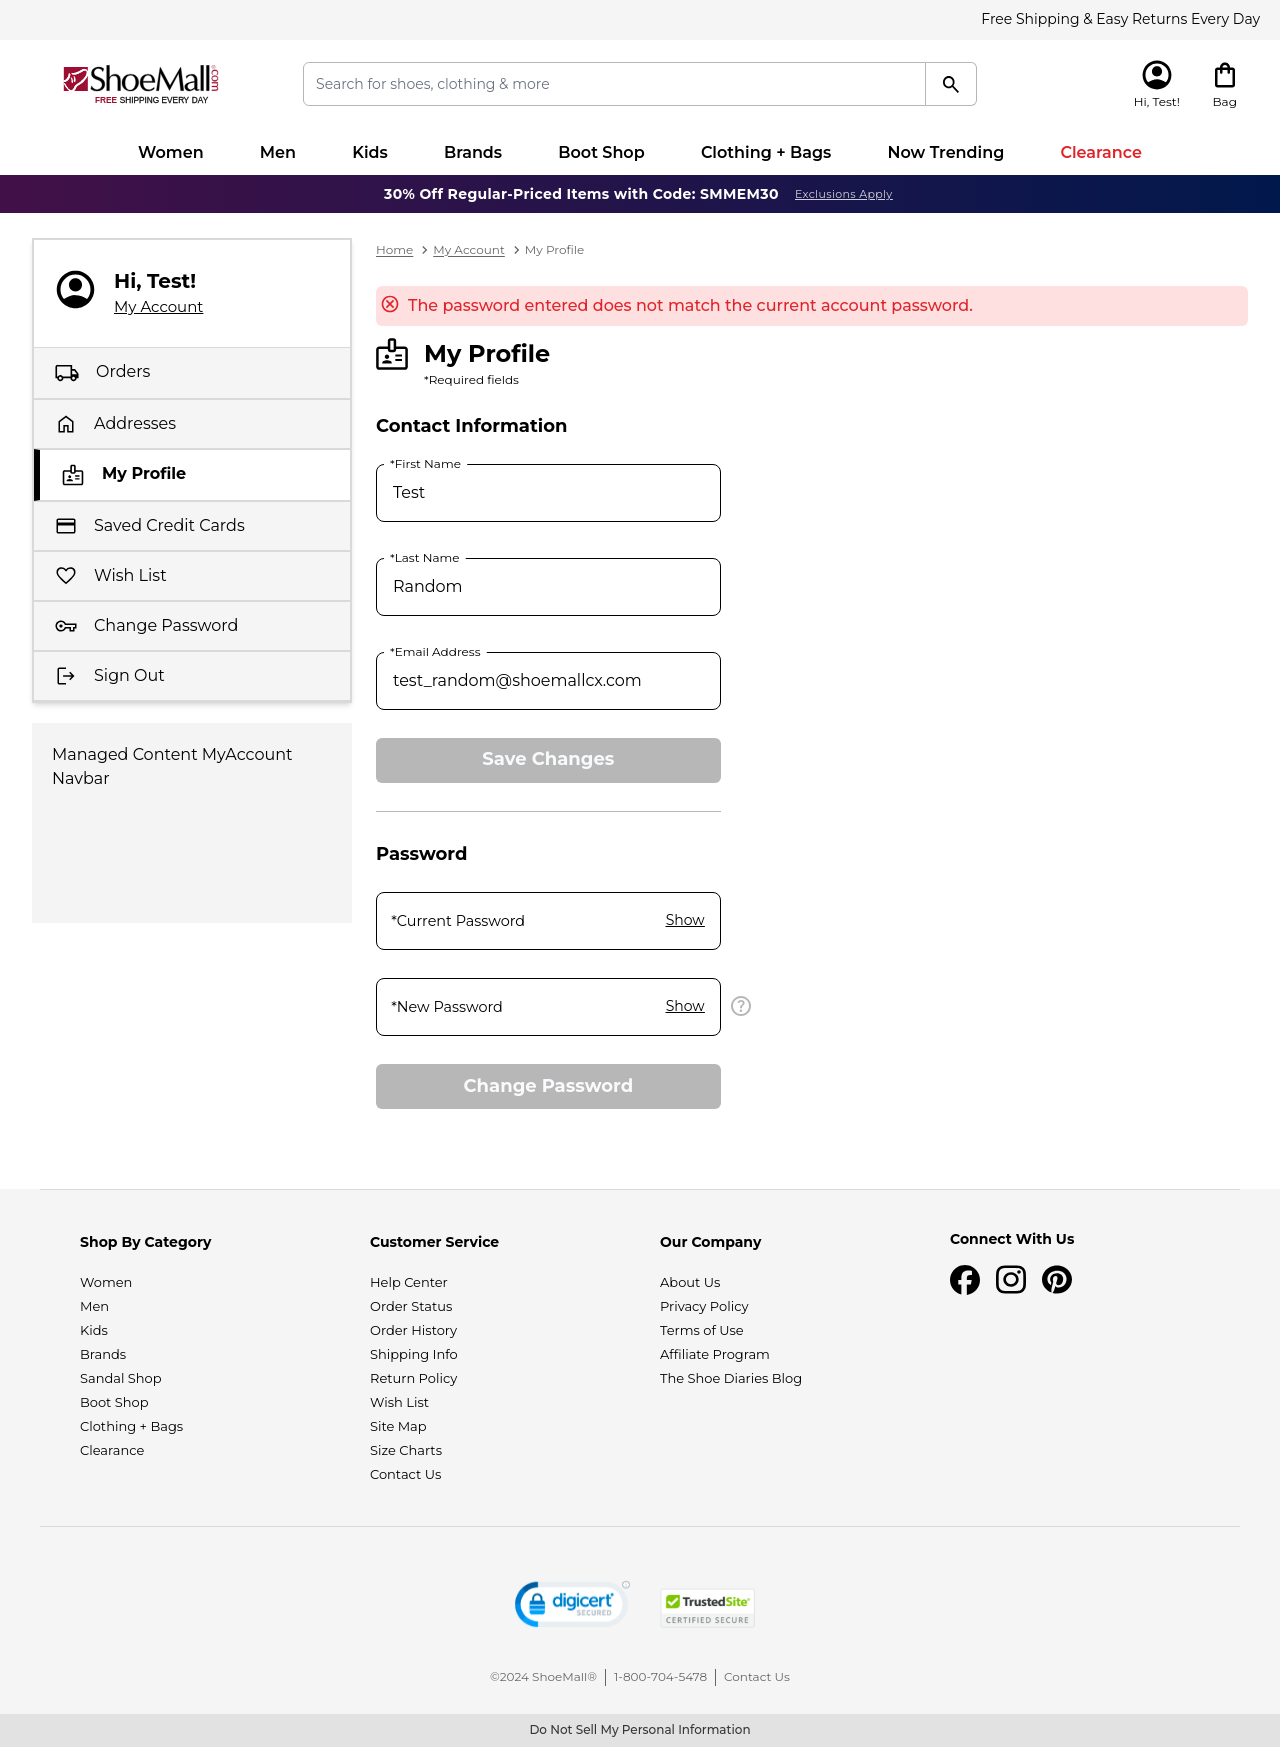 Free Shipping & Easy Returns Every Day
ShoeMall.com
FREE SHIPPING EVERY DAY
Search for shoes, clothing & more
Hi, Test!
Bag
Women
Men
Kids
Brands
Boot Shop
Clothing + Bags
Now Trending
Clearance
30% Off Regular-Priced Items with Code: SMMEM30 Exclusions Apply
Hi, Test!
My Account
Orders
Addresses
My Profile
Saved Credit Cards
Wish List
Change Password
Sign Out
Managed Content MyAccount
Navbar
Home > My Account > My Profile
The password entered does not match the current account password.
My Profile
*Required fields
Contact Information
*First Name
Test
*Last Name
Random
*Email Address
test_random@shoemallcx.com
Save Changes
Password
*Current Password Show
*New Password Show
?
Change Password
Shop By Category
Women
Men
Kids
Brands
Sandal Shop
Boot Shop
Clothing + Bags
Clearance
Customer Service
Help Center
Order Status
Order History
Shipping Info
Return Policy
Wish List
Site Map
Size Charts
Contact Us
Our Company
About Us
Privacy Policy
Terms of Use
Affiliate Program
The Shoe Diaries Blog
Connect With Us
digicert
SECURED
TrustedSite
CERTIFIED SECURE
©2024 ShoeMall® | 1-800-704-5478 | Contact Us
Do Not Sell My Personal Information